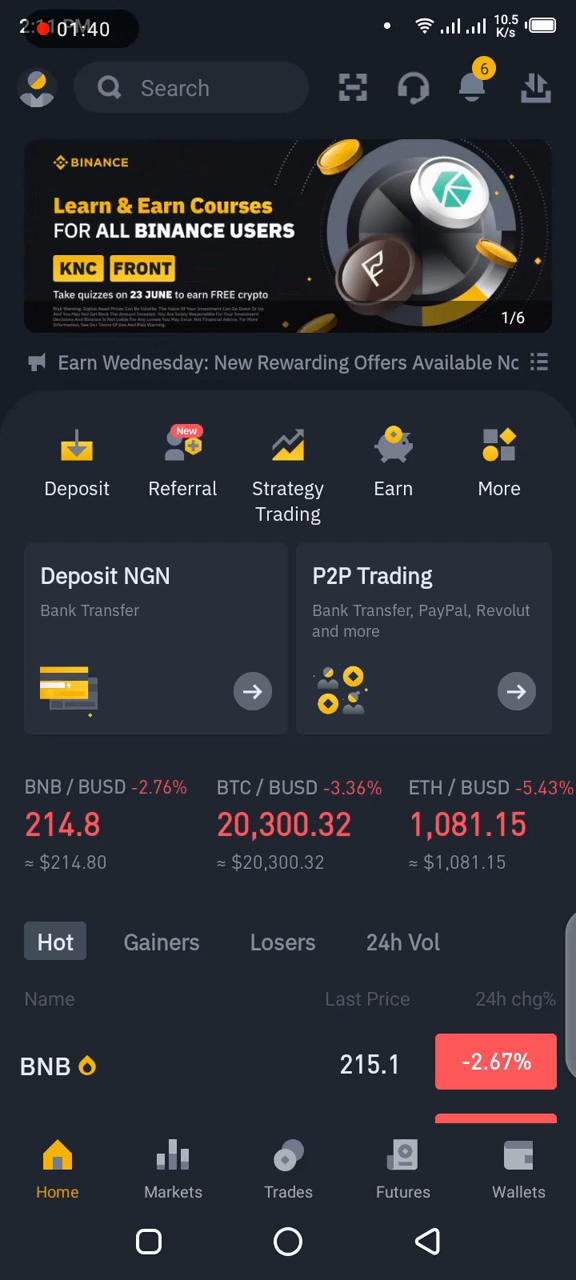 01:40
10.5
K/s
6
Search
BINANCE
Learn & Earn Courses
FOR ALL BINANCE USERS
KNC FRONT
Take quizzes on 23 JUNE to earn FREE crypto
1/6
Earn Wednesday: New Rewarding Offers Available No
New
Deposit Referral Strategy Trading Earn More
Deposit NGN
Bank Transfer
P2P Trading
Bank Transfer, PayPal, Revolut
and more
BNB / BUSD -2.76% BTC / BUSD -3.36% ETH / BUSD -5.43%
214.8 20,300.32 1,081.15
≈ $214.80 ≈ $20,300.32 ≈ $1,081.15
Hot Gainers Losers 24h Vol
Name Last Price 24h chg%
BNB 215.1 -2.67%
Home Markets Trades Futures Wallets